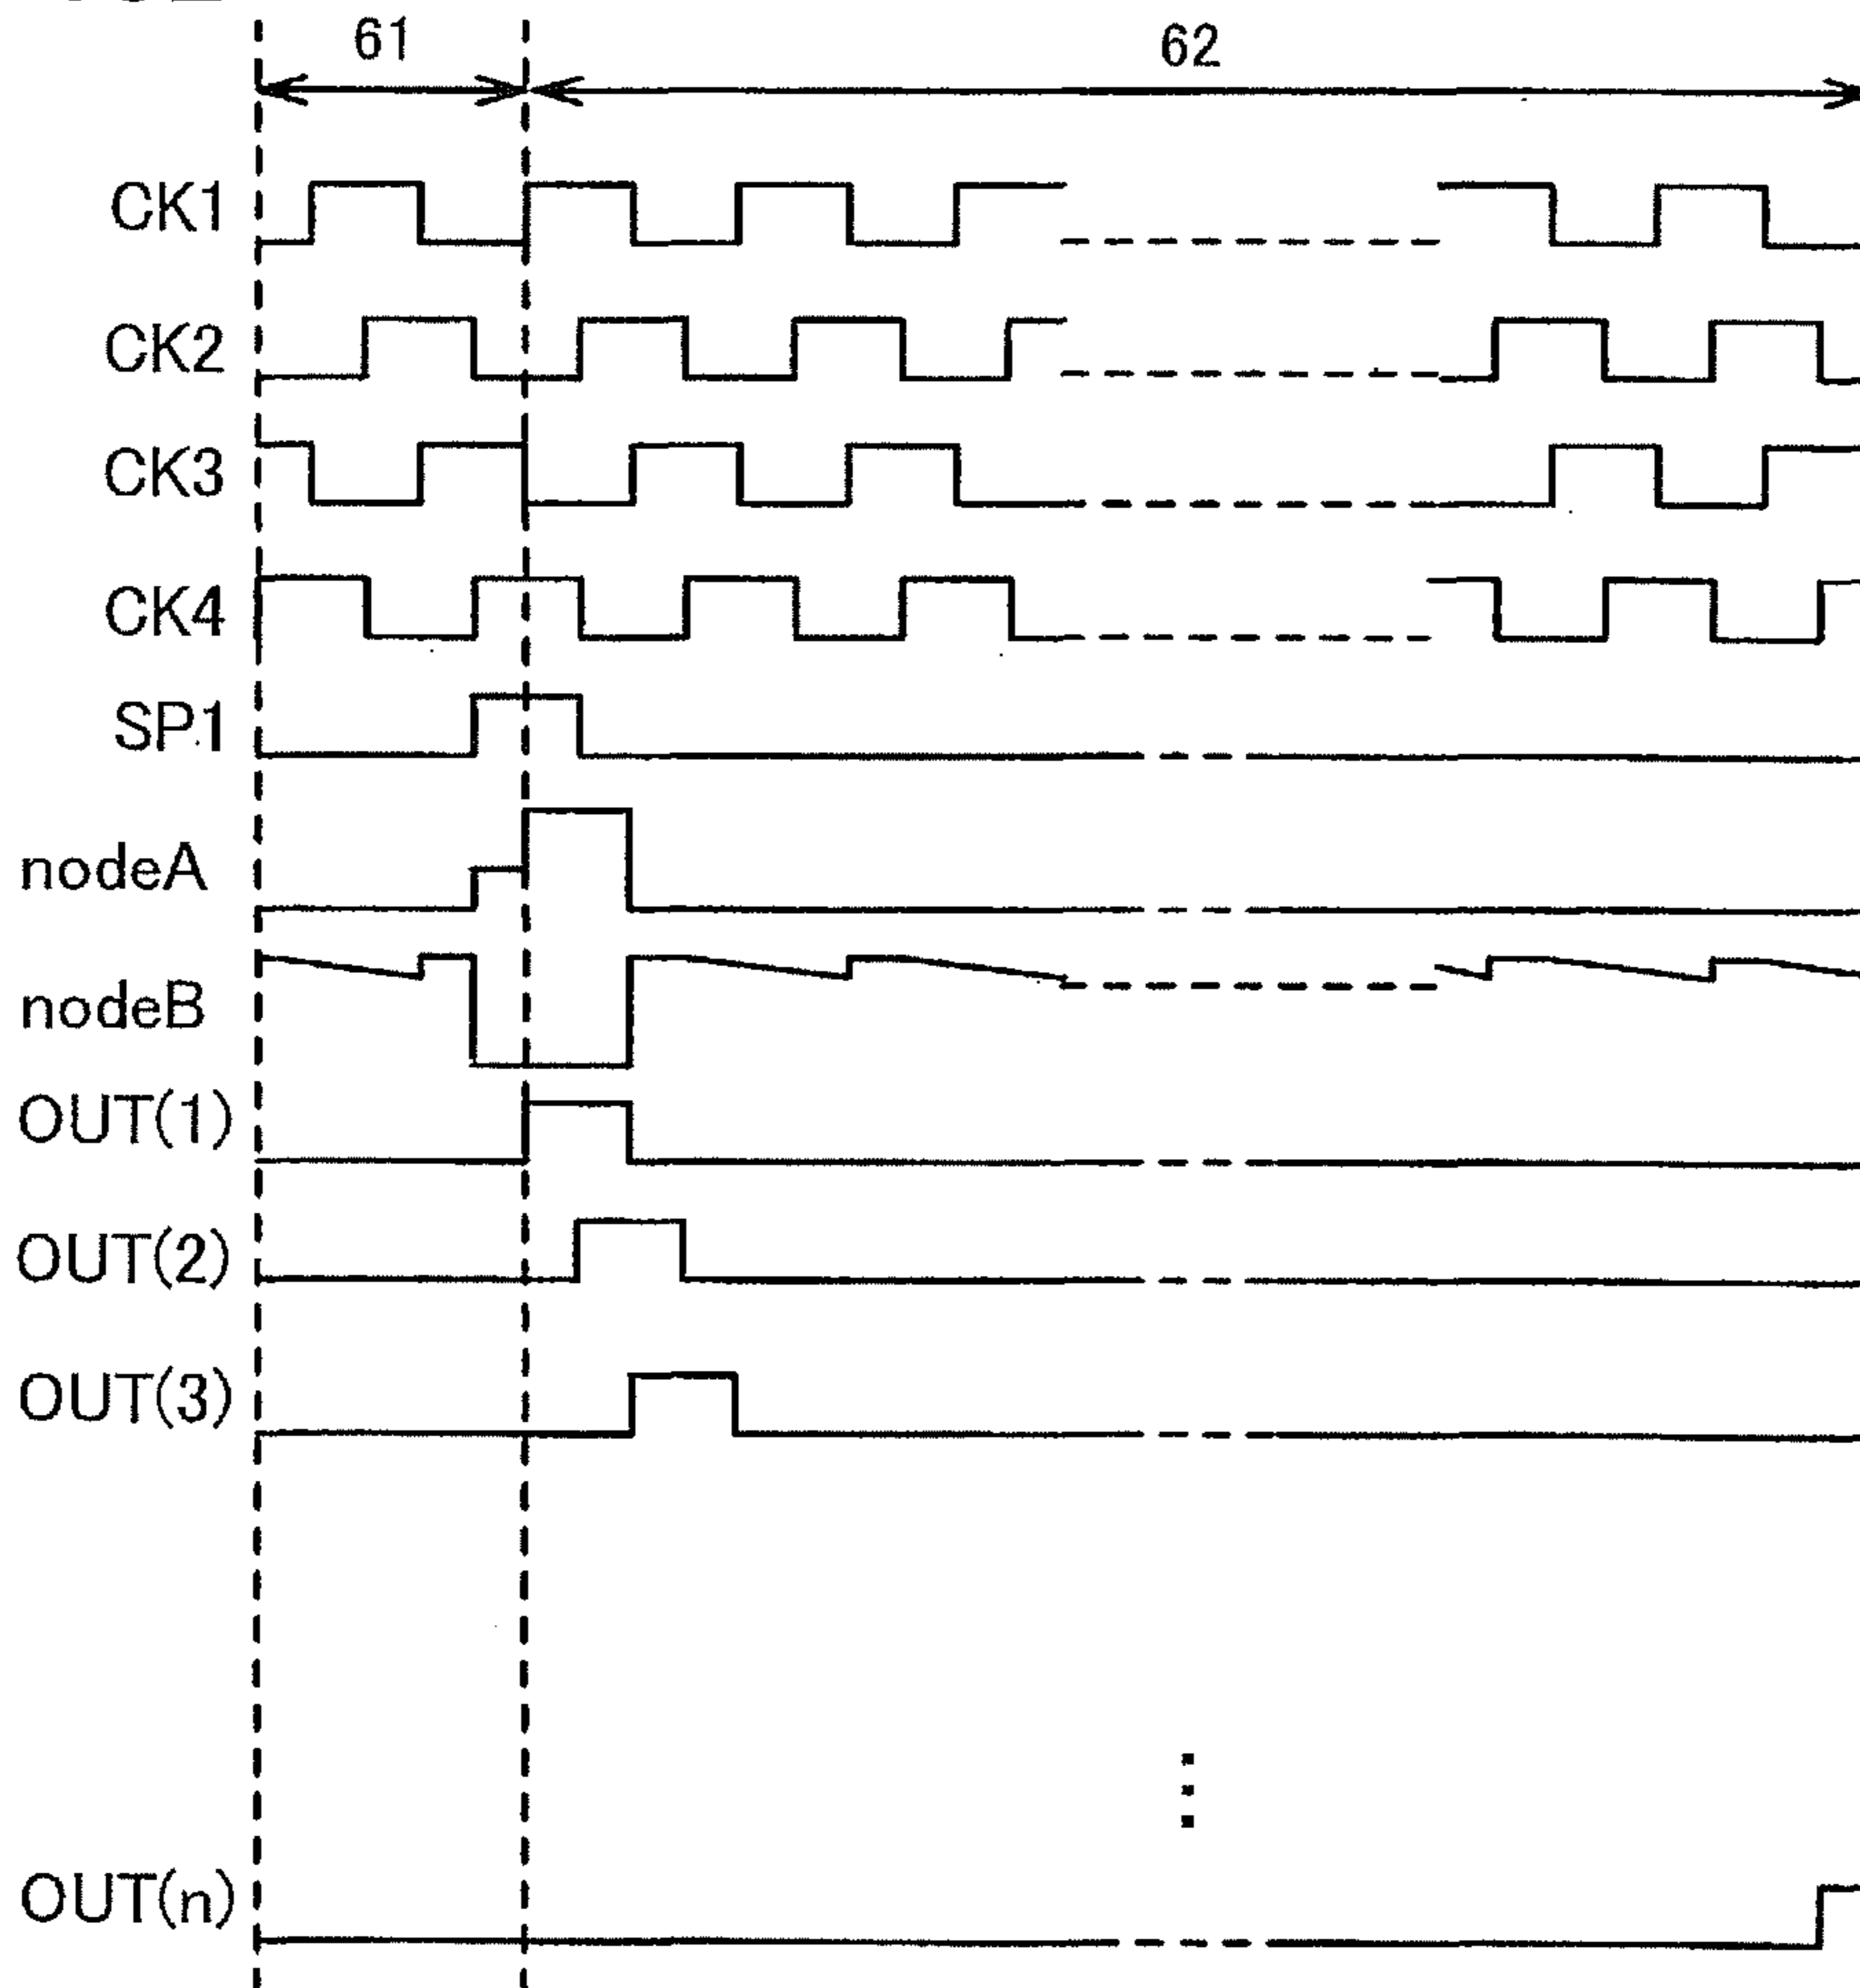 61
62
CK1
CK2
CK3
CK4
SP1
nodeA
nodeB
OUT(1)
OUT(2)
OUT(3)
OUT(n)